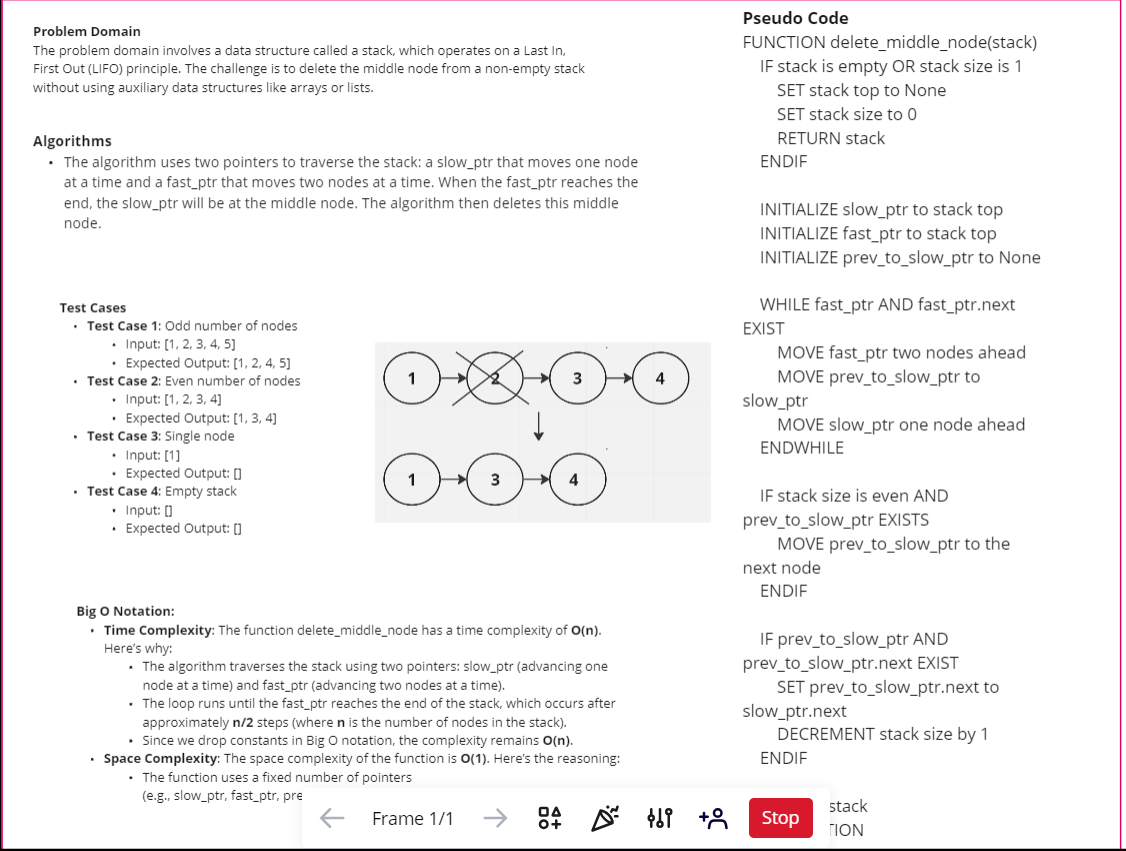 Problem Domain
The problem domain involves a data structure called a stack, which operates on a Last In,
First Out (LIFO) principle. The challenge is to delete the middle node from a non-empty stack
without using auxiliary data structures like arrays or lists.
Algorithms
• The algorithm uses two pointers to traverse the stack: a slow_ptr that moves one node
at a time and a fast_ptr that moves two nodes at a time. When the fast_ptr reaches the
end, the slow_ptr will be at the middle node. The algorithm then deletes this middle
node.
Test Cases
• Test Case 1: Odd number of nodes
• Input: [1, 2, 3, 4, 5]
• Expected Output: [1, 2, 4, 5]
• Test Case 2: Even number of nodes
• Input: [1, 2, 3, 4]
• Expected Output: [1, 3, 4]
• Test Case 3: Single node
• Input: [1]
• Expected Output: []
• Test Case 4: Empty stack
• Input: []
• Expected Output: []
1 2 3 4
1 3 4
Big O Notation:
• Time Complexity: The function delete_middle_node has a time complexity of O(n).
Here's why:
• The algorithm traverses the stack using two pointers: slow_ptr (advancing one
node at a time) and fast_ptr (advancing two nodes at a time).
• The loop runs until the fast_ptr reaches the end of the stack, which occurs after
approximately n/2 steps (where n is the number of nodes in the stack).
• Since we drop constants in Big O notation, the complexity remains O(n).
• Space Complexity: The space complexity of the function is O(1). Here's the reasoning:
• The function uses a fixed number of pointers
(e.g., slow_ptr, fast_ptr, pre
Pseudo Code
FUNCTION delete_middle_node(stack)
IF stack is empty OR stack size is 1
SET stack top to None
SET stack size to 0
RETURN stack
ENDIF
INITIALIZE slow_ptr to stack top
INITIALIZE fast_ptr to stack top
INITIALIZE prev_to_slow_ptr to None
WHILE fast_ptr AND fast_ptr.next
EXIST
MOVE fast_ptr two nodes ahead
MOVE prev_to_slow_ptr to
slow_ptr
MOVE slow_ptr one node ahead
ENDWHILE
IF stack size is even AND
prev_to_slow_ptr EXISTS
MOVE prev_to_slow_ptr to the
next node
ENDIF
IF prev_to_slow_ptr AND
prev_to_slow_ptr.next EXIST
SET prev_to_slow_ptr.next to
slow_ptr.next
DECREMENT stack size by 1
ENDIF
stack
TION
Frame 1/1
Stop